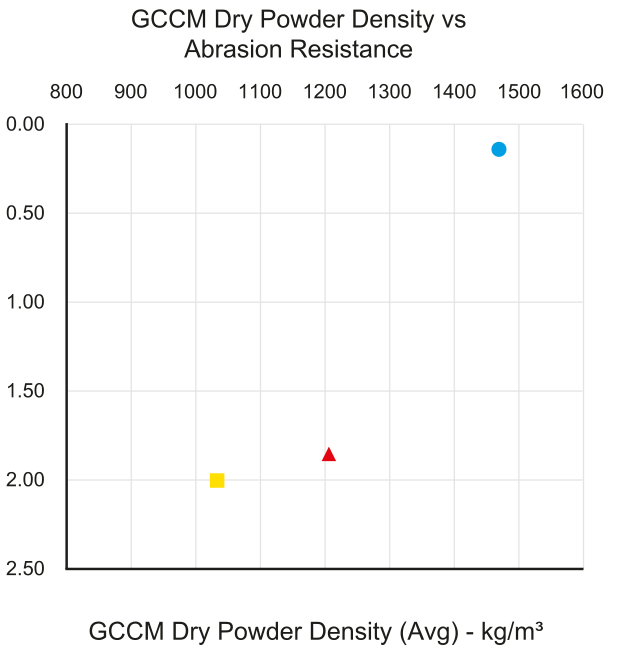 GCCM Dry Powder Density vs
Abrasion Resistance
800 900 1000 1100 1200 1300 1400 1500 1600
0.00
0.50
1.00
1.50
2.00
2.50
GCCM Dry Powder Density (Avg) - kg/m³